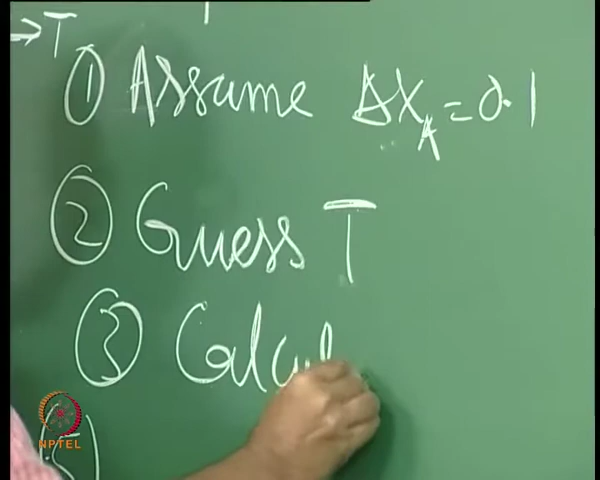 → T
① Assume ΔX_A = 0.1
② Guess T
③ Calcul
NPTEL